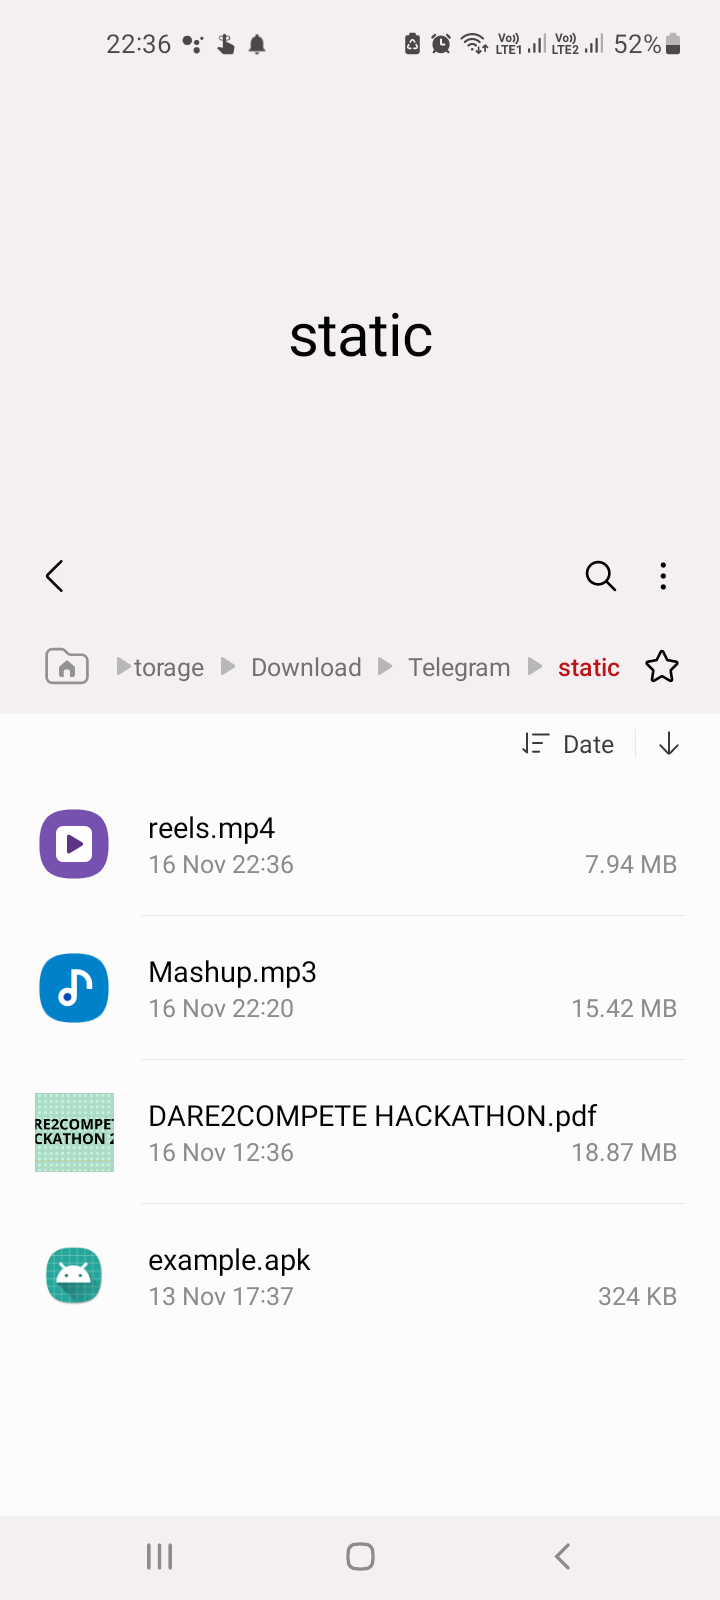 22:36 Vo)) LTE1 Vo)) LTE2 52%
static
torage Download Telegram static
Date
reels.mp4
16 Nov 22:36 7.94 MB
Mashup.mp3
16 Nov 22:20 15.42 MB
RE2COMPET
CKATHON 2
DARE2COMPETE HACKATHON.pdf
16 Nov 12:36 18.87 MB
example.apk
13 Nov 17:37 324 KB